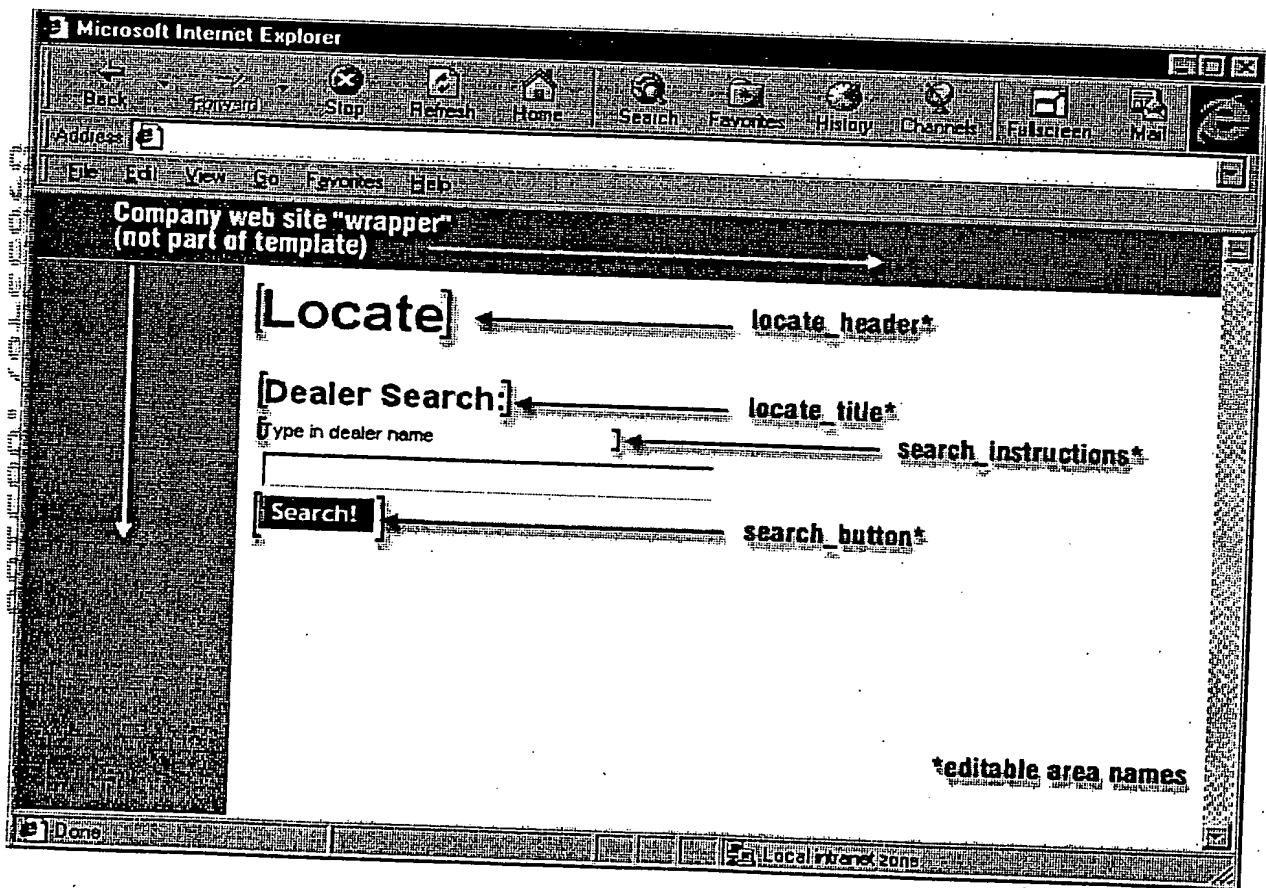 Microsoft Internet Explorer
Back Forward Stop Refresh Home Search Favorites History Channels Fullscreen Mail
Address
File Edit View Go Favorites Help
Company web site "wrapper"
(not part of template)
[Locate] locate_header*
[Dealer Search:] locate_title*
[Type in dealer name ] search_instructions*
[Search! ] search_button*
*editable area names
Done Local intranet zone